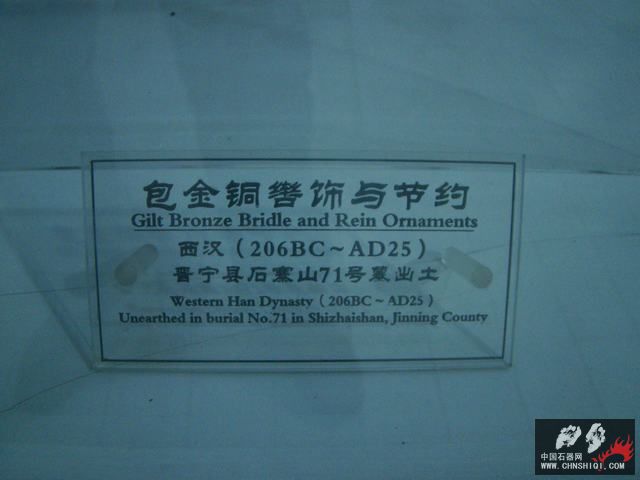 包金铜辔饰与节约
Gilt Bronze Bridle and Rein Ornaments
西汉（206BC～AD25）
晋宁县石寨山71号墓出土
Western Han Dynasty（206BC～AD25）
Unearthed in burial No.71 in Shizhaishan, Jinning County
中国石器网
WWW.CHNSHIQI.COM